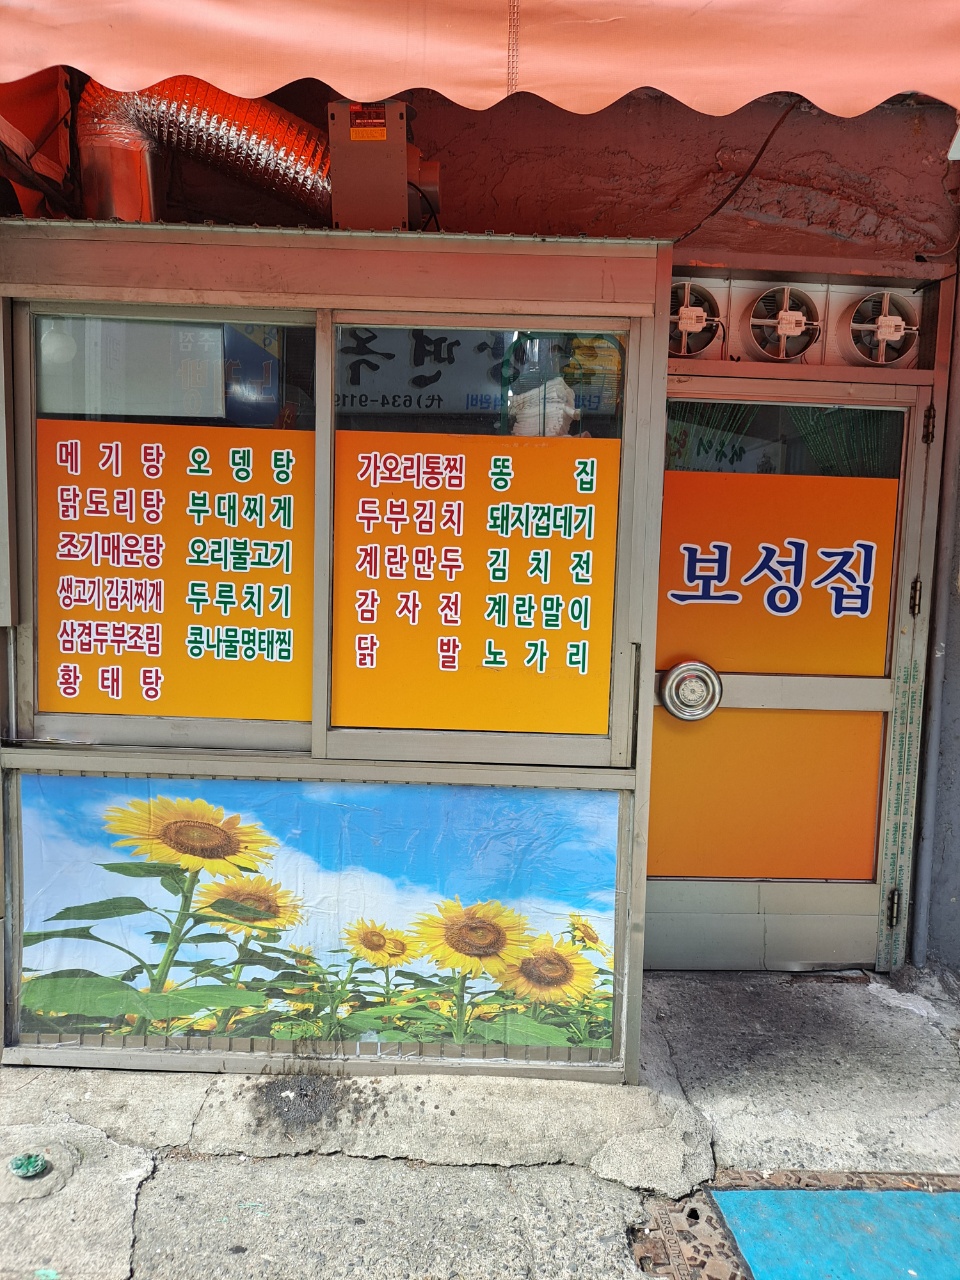 메기탕 오뎅탕
닭도리탕 부대찌게
조기매운탕 오리불고기
생고기 김치찌개 두루치기
삼겹두부조림 콩나물명태찜
황태탕
가오리통찜 똥집
두부김치 돼지껍데기
계란만두 김치전
감자전 계란말이
닭발 노가리
보성집
634-9119